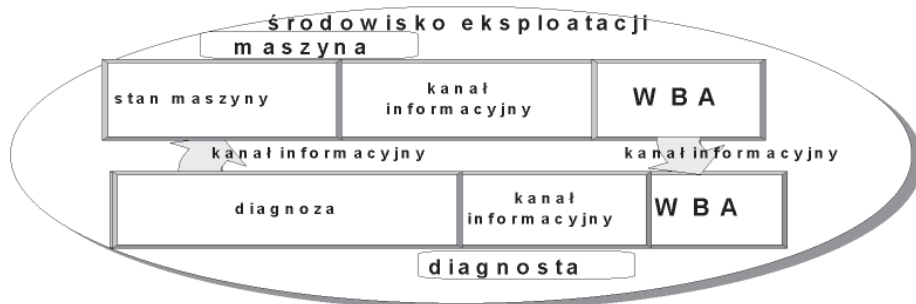 środowisko eksploatacji
maszyna
stan maszyny
kanał
informacyjny
WBA
kanał informacyjny
kanał informacyjny
diagnoza
kanał
informacyjny
WBA
diagnosta